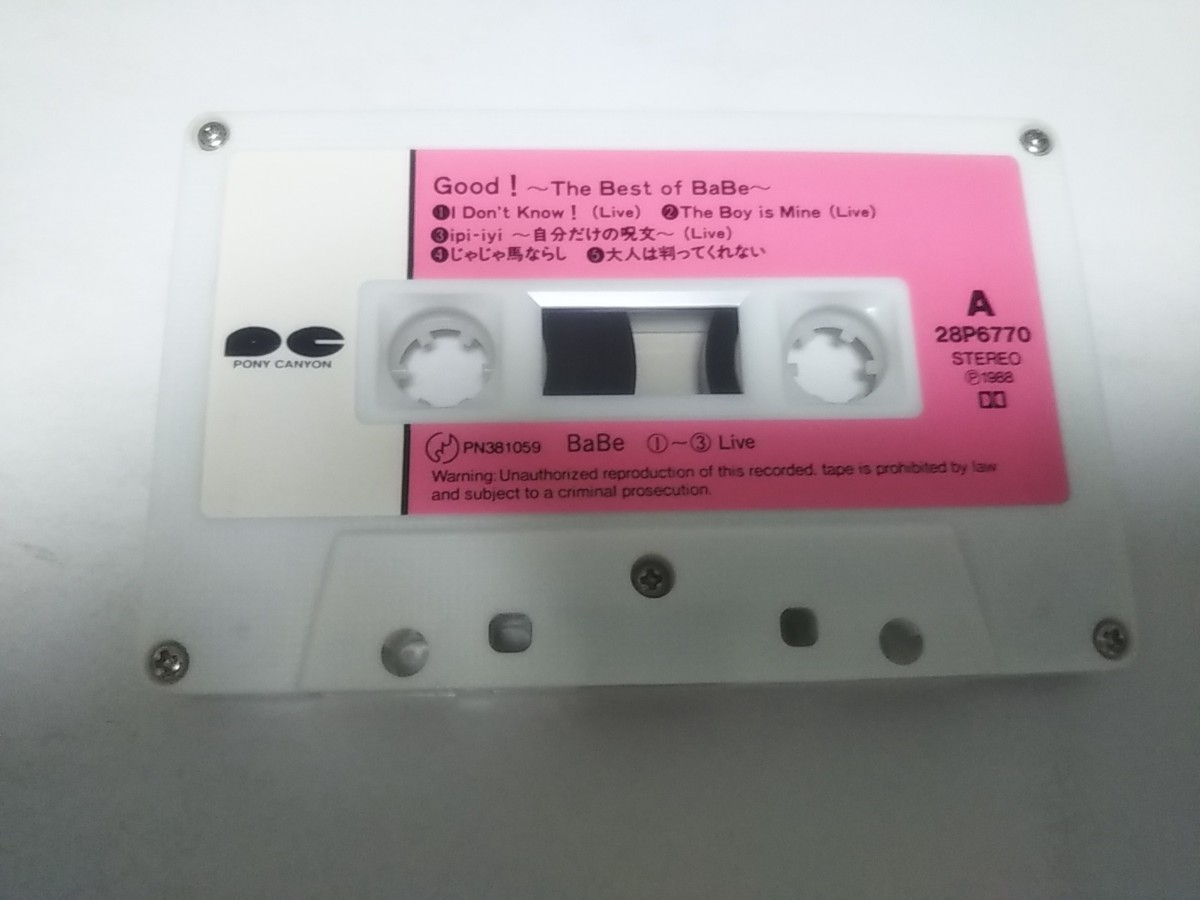 Good！～The Best of BaBe～
❶I Don't Know！(Live) ❷The Boy is Mine (Live)
❸ipi-iyi ～自分だけの呪文～ (Live)
❹じゃじゃ馬ならし ❺大人は判ってくれない
PONY CANYON
A
28P6770
STEREO
Ⓟ1988
PN381059 BaBe ①～③ Live
Warning: Unauthorized reproduction of this recorded. tape is prohibited by law
and subject to a criminal prosecution.